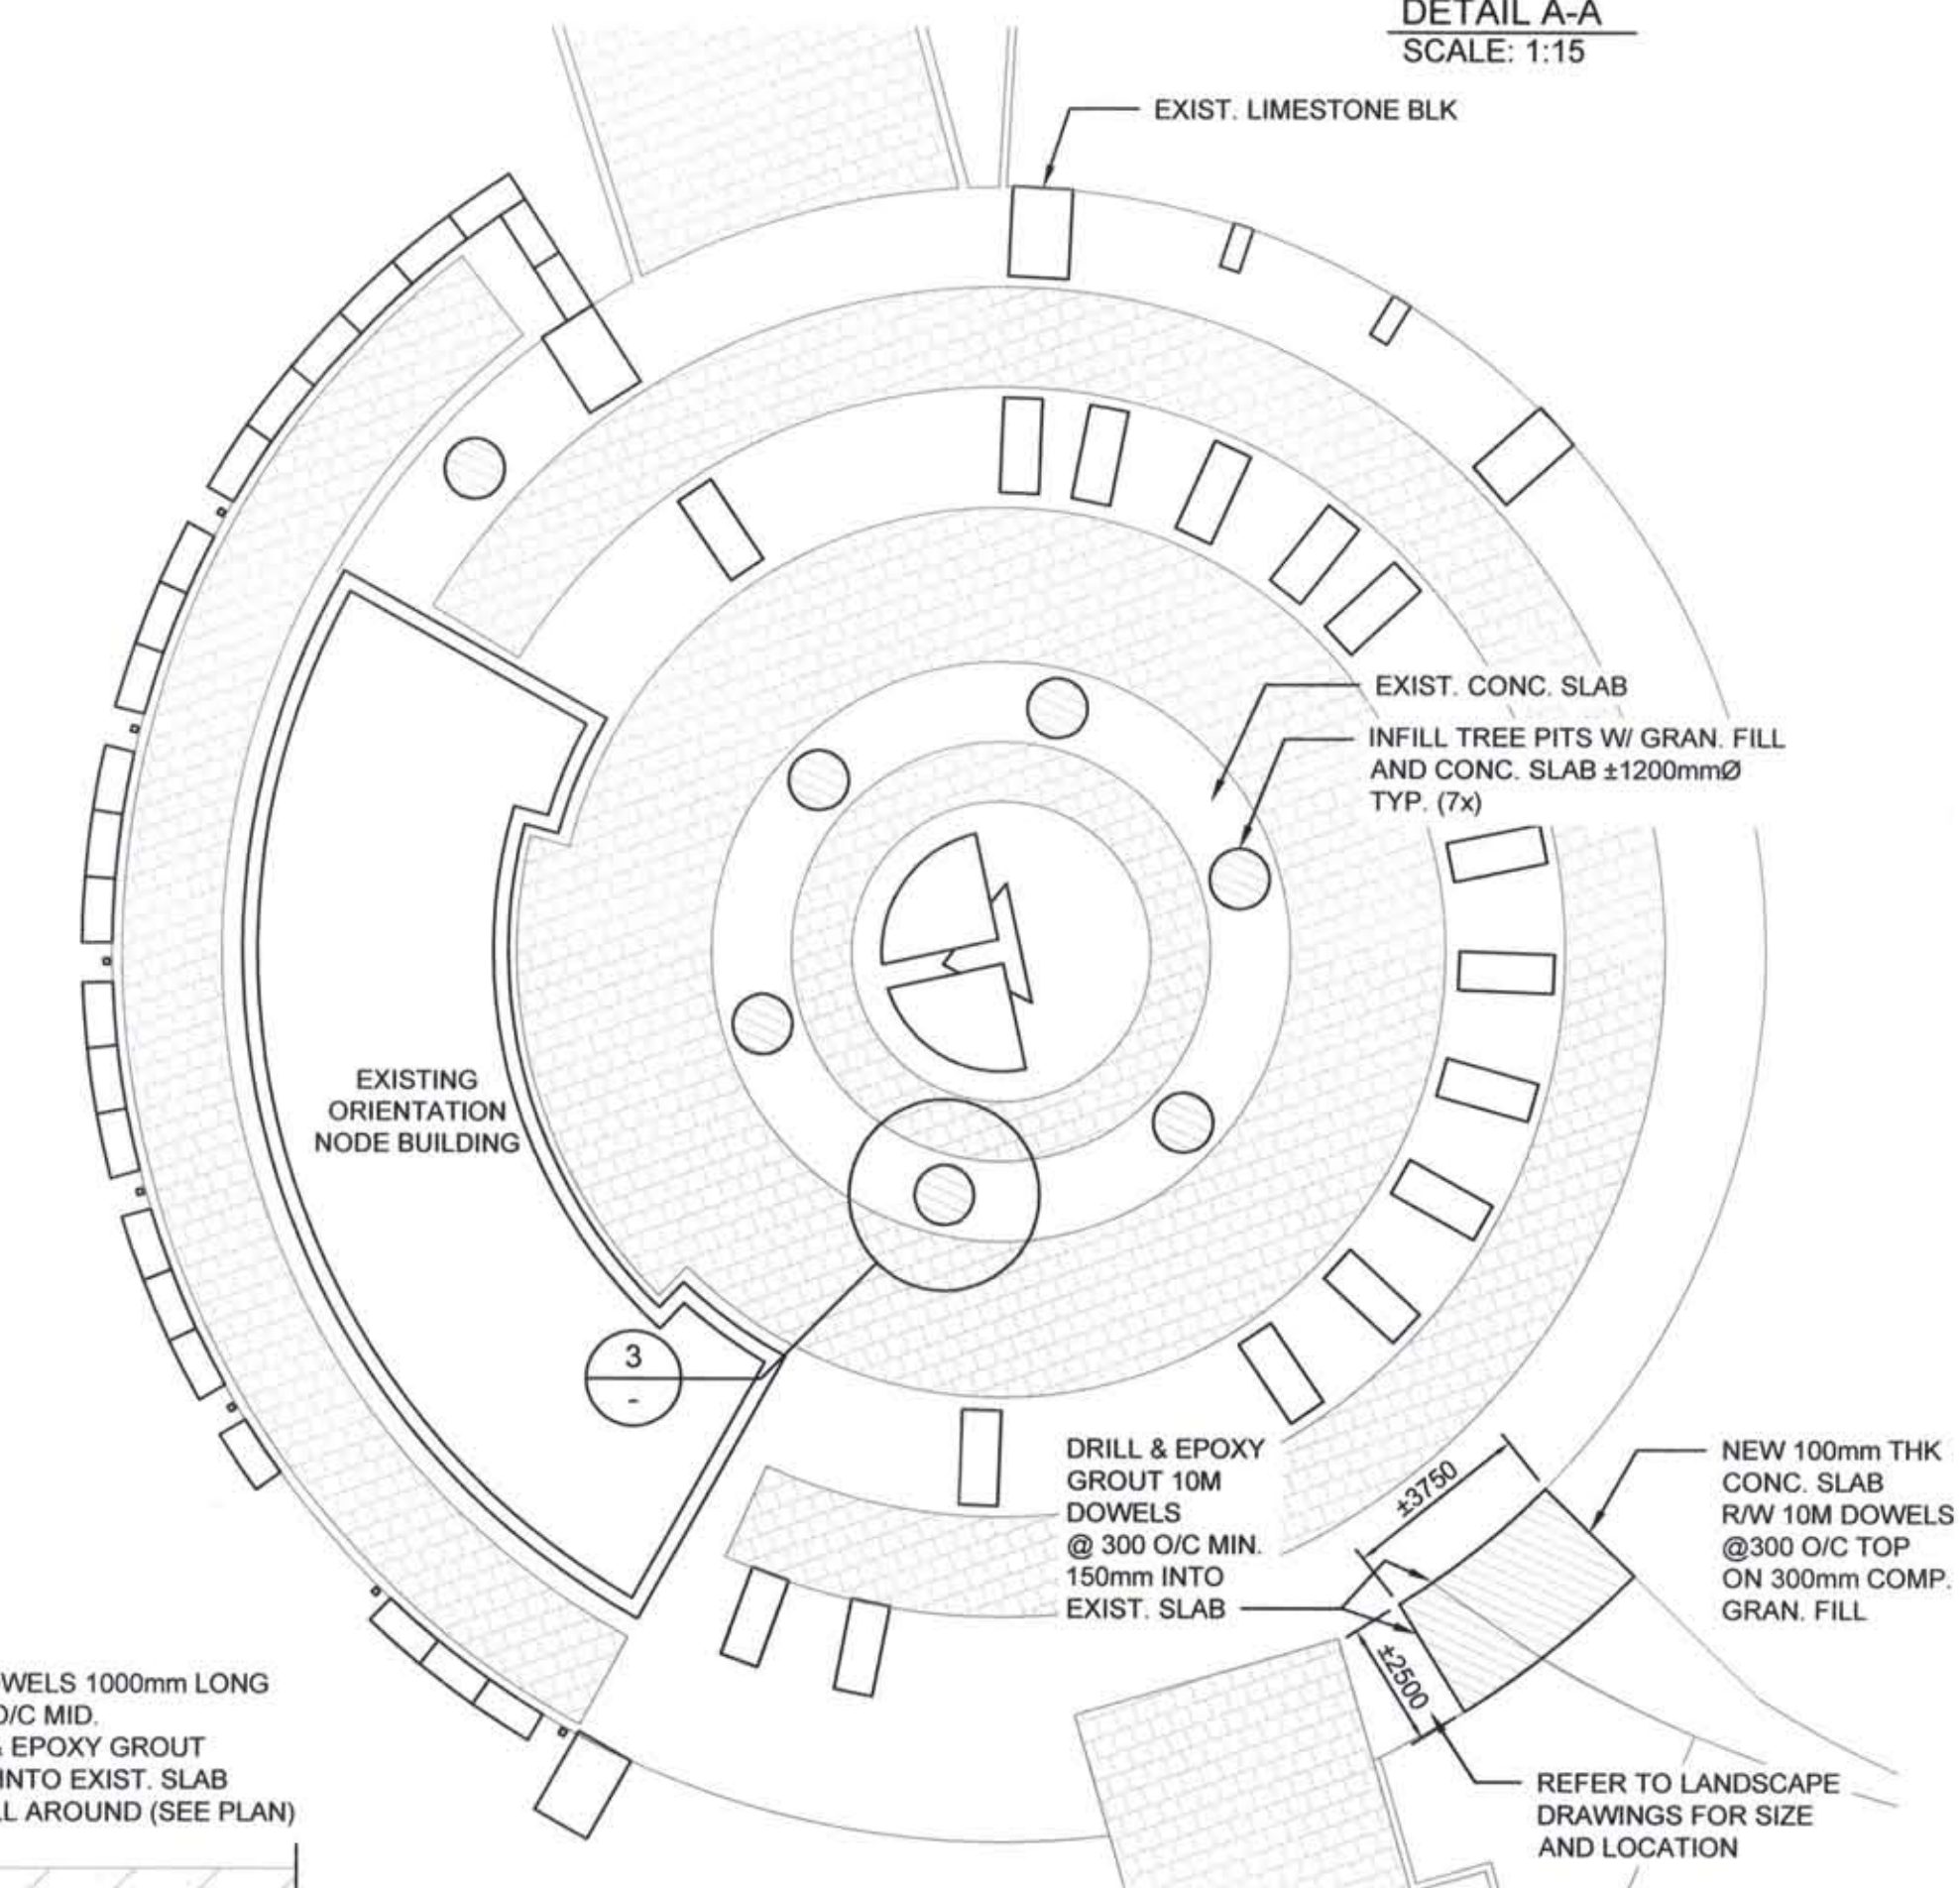 DETAIL A-A
SCALE: 1:15
EXIST. LIMESTONE BLK
EXIST. CONC. SLAB
INFILL TREE PITS W/ GRAN. FILL
AND CONC. SLAB ±1200mmØ
TYP. (7x)
EXISTING
ORIENTATION
NODE BUILDING
3
-
DRILL & EPOXY
GROUT 10M
DOWELS
@ 300 O/C MIN.
150mm INTO
EXIST. SLAB
±3750
±2500
NEW 100mm THK
CONC. SLAB
R/W 10M DOWELS
@300 O/C TOP
ON 300mm COMP.
GRAN. FILL
REFER TO LANDSCAPE
DRAWINGS FOR SIZE
AND LOCATION
WELS 1000mm LONG
O/C MID.
& EPOXY GROUT
INTO EXIST. SLAB
LL AROUND (SEE PLAN)